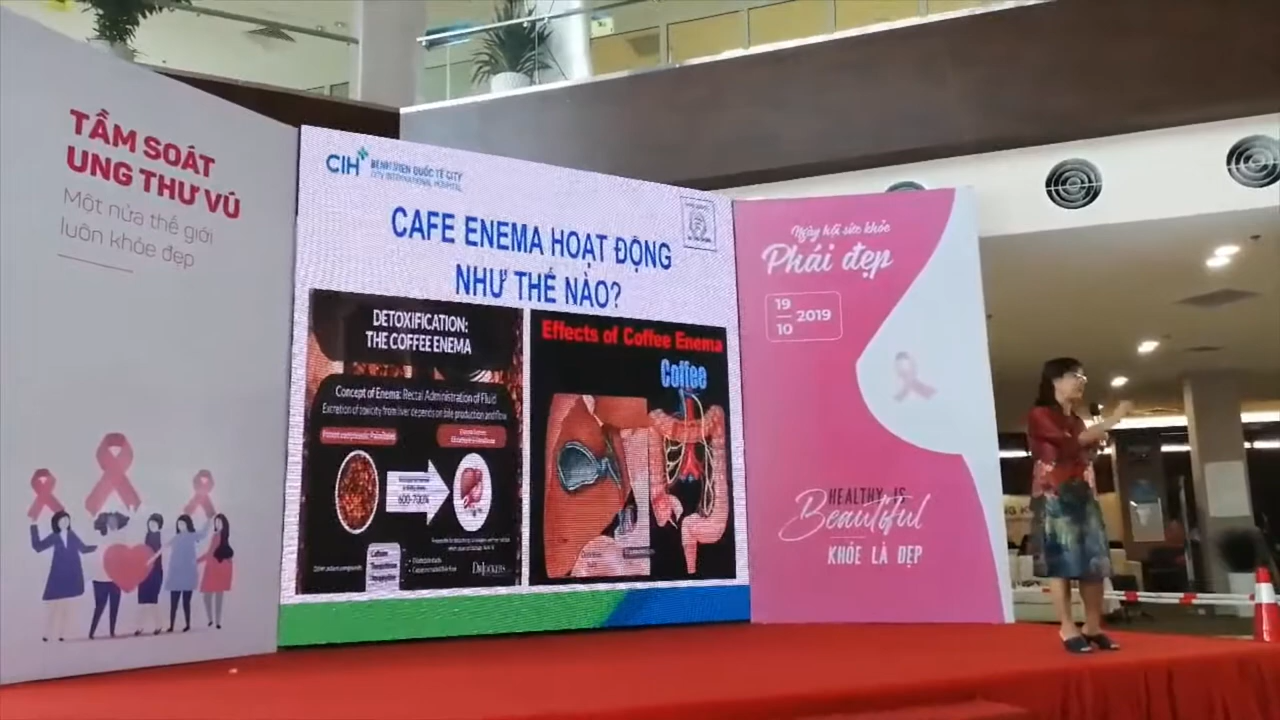 TẦM SOÁT
UNG THƯ VÚ
Một nửa thế giới
luôn khỏe đẹp
CIH
BỆNH VIỆN QUỐC TẾ CITY
CITY INTERNATIONAL HOSPITAL
CAFE ENEMA HOẠT ĐỘNG
NHƯ THẾ NÀO?
DETOXIFICATION:
THE COFFEE ENEMA
Concept of Enema: Rectal Administration of Fluid
Excretion of toxicity from liver depends on bile production and flow
600-700%
Effects of Coffee Enema
Coffee
Ngày hội sức khỏe
Phái đẹp
19
10
2019
HEALTHY IS
Beautiful
KHỎE LÀ ĐẸP